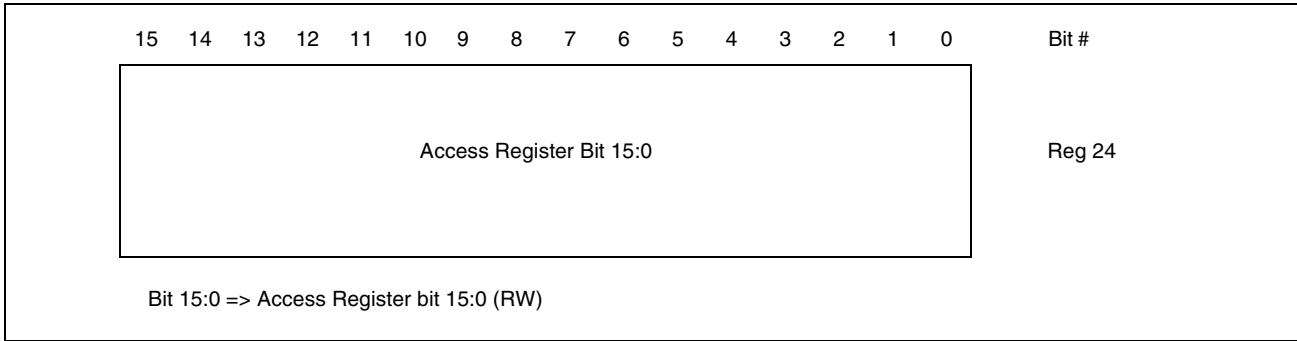 15 14 13 12 11 10 9 8 7 6 5 4 3 2 1 0 Bit #
Access Register Bit 15:0 Reg 24
Bit 15:0 => Access Register bit 15:0 (RW)